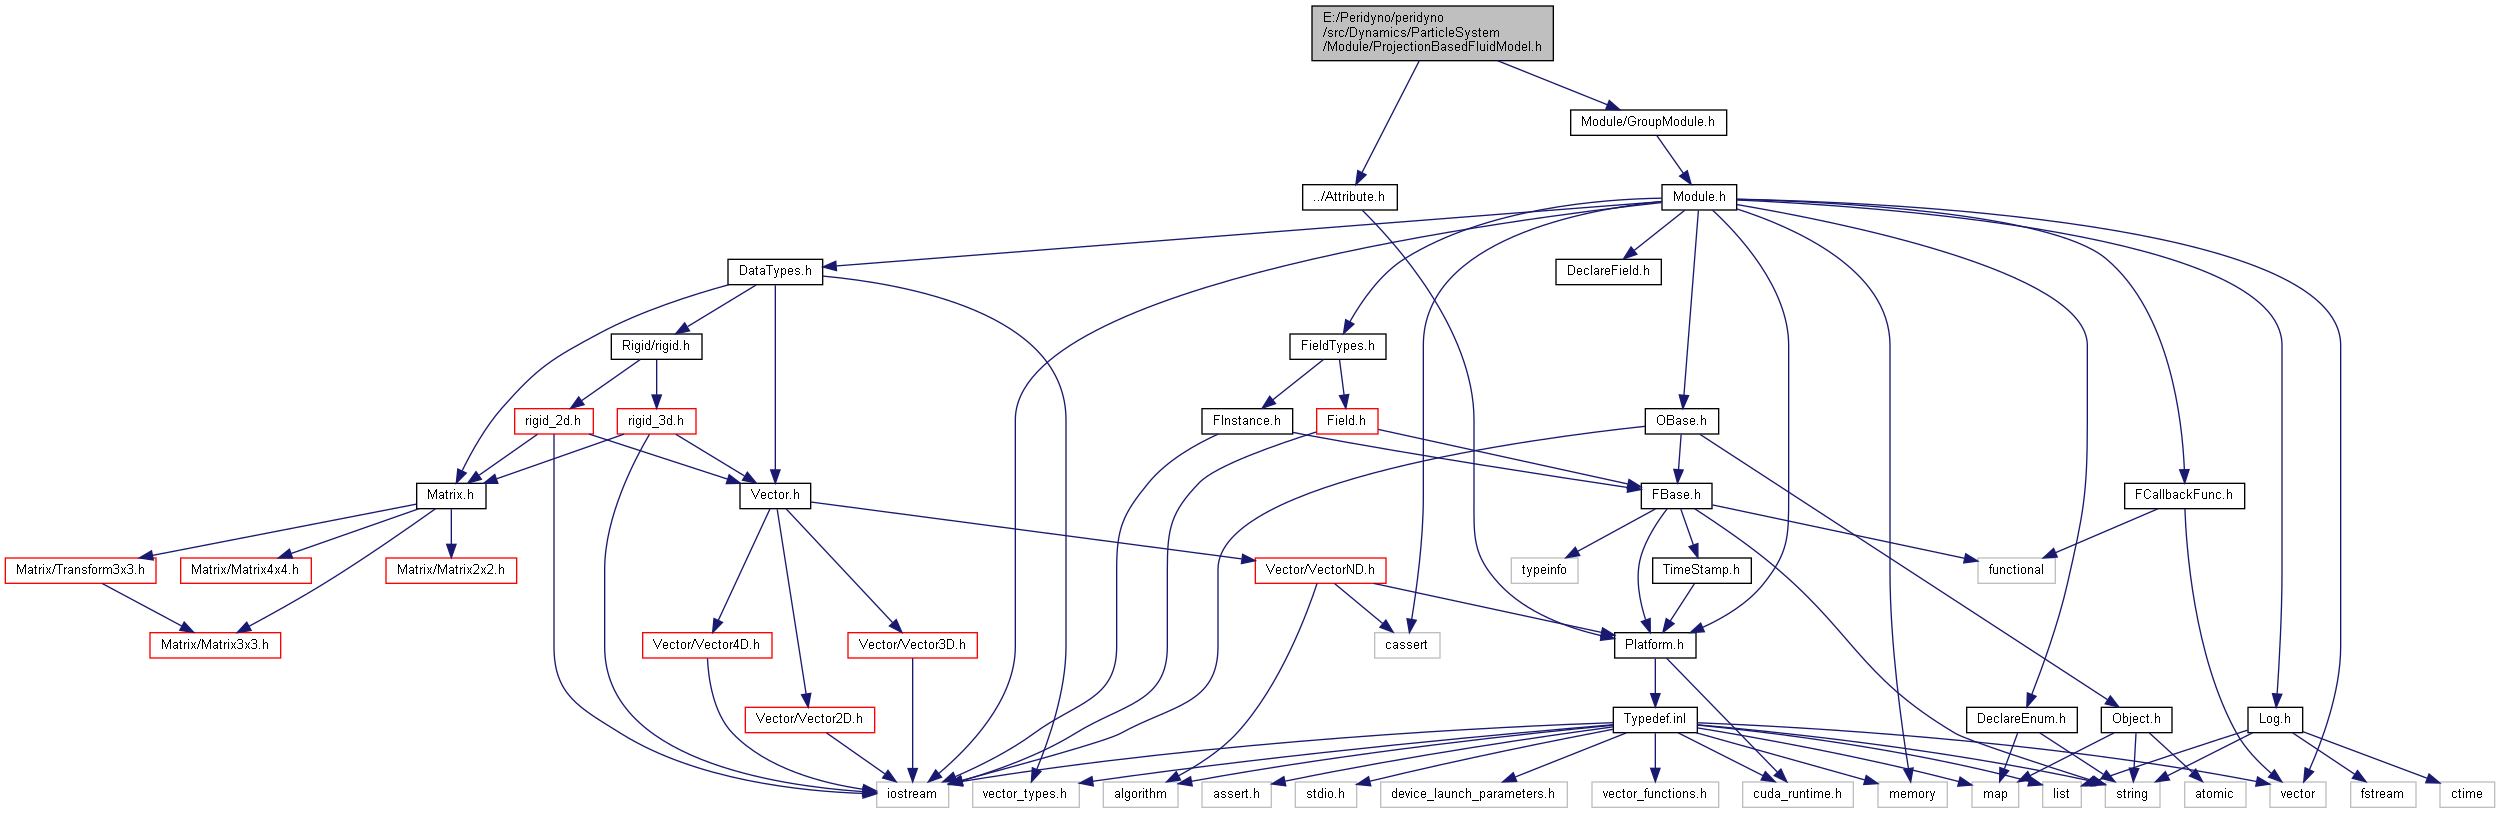 E:/Peridyno/peridyno
/src/Dynamics/ParticleSystem
/Module/ProjectionBasedFluidModel.h
Module/GroupModule.h
../Attribute.h
Module.h
DataTypes.h
DeclareField.h
Rigid/rigid.h
FieldTypes.h
rigid_2d.h
rigid_3d.h
FInstance.h
Field.h
OBase.h
Matrix.h
Vector.h
FBase.h
FCallbackFunc.h
Matrix/Transform3x3.h
Matrix/Matrix4x4.h
Matrix/Matrix2x2.h
Vector/VectorND.h
typeinfo
TimeStamp.h
functional
Matrix/Matrix3x3.h
Vector/Vector4D.h
Vector/Vector3D.h
cassert
Platform.h
Vector/Vector2D.h
Typedef.inl
DeclareEnum.h
Object.h
Log.h
iostream
vector_types.h
algorithm
assert.h
stdio.h
device_launch_parameters.h
vector_functions.h
cuda_runtime.h
memory
map
list
string
atomic
vector
fstream
ctime